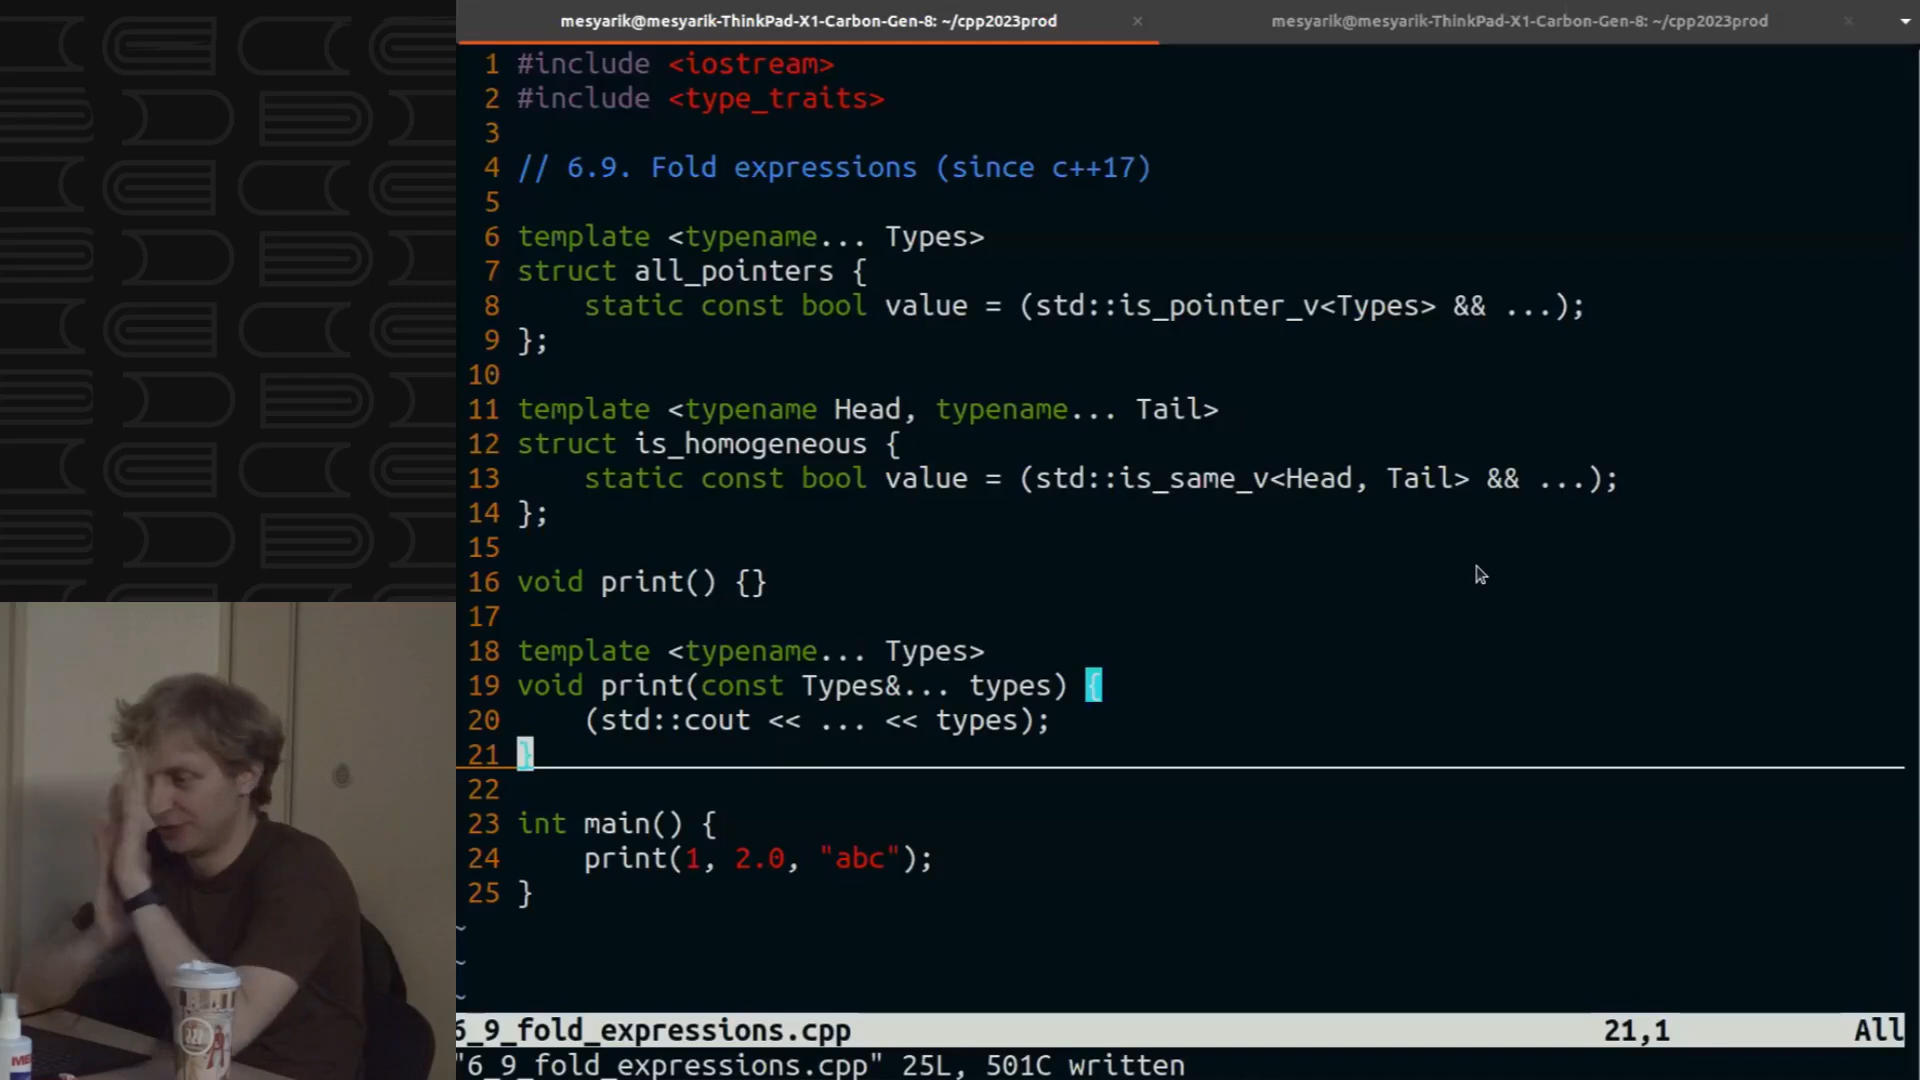 mesyarik@mesyarik-ThinkPad-X1-Carbon-Gen-8: ~/cpp2023prod × mesyarik@mesyarik-ThinkPad-X1-Carbon-Gen-8: ~/cpp2023prod ×
1 #include <iostream>
2 #include <type_traits>
3
4 // 6.9. Fold expressions (since c++17)
5
6 template <typename... Types>
7 struct all_pointers {
8     static const bool value = (std::is_pointer_v<Types> && ...);
9 };
10
11 template <typename Head, typename... Tail>
12 struct is_homogeneous {
13     static const bool value = (std::is_same_v<Head, Tail> && ...);
14 };
15
16 void print() {}
17
18 template <typename... Types>
19 void print(const Types&... types) {
20     (std::cout << ... << types);
21 }
22
23 int main() {
24     print(1, 2.0, "abc");
25 }
~
~
~
6_9_fold_expressions.cpp 21,1 All
"6_9_fold_expressions.cpp" 25L, 501C written